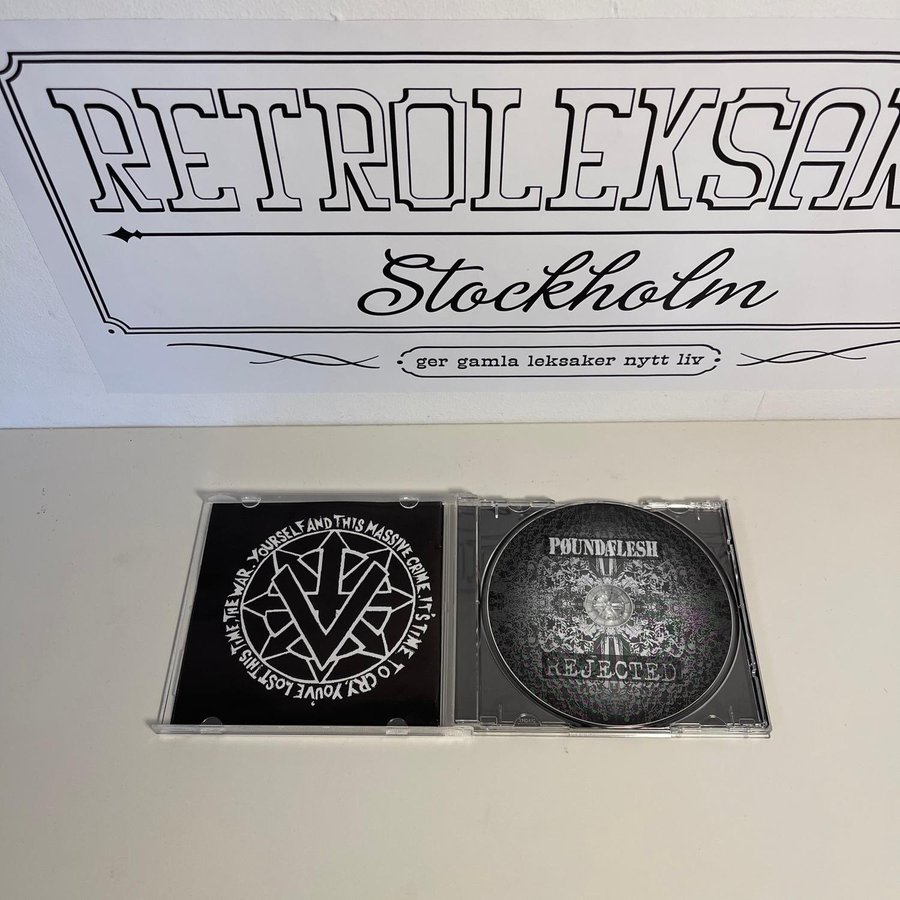 RETROLEKSAK
Stockholm
ger gamla leksaker nytt liv
YOURSELF AND THIS MASSIVE CRIME. IT'S TIME TO CRY, YOU'VE LOST THIS TIME. THE WAR.
PØUNDÆLESH
REJECTED